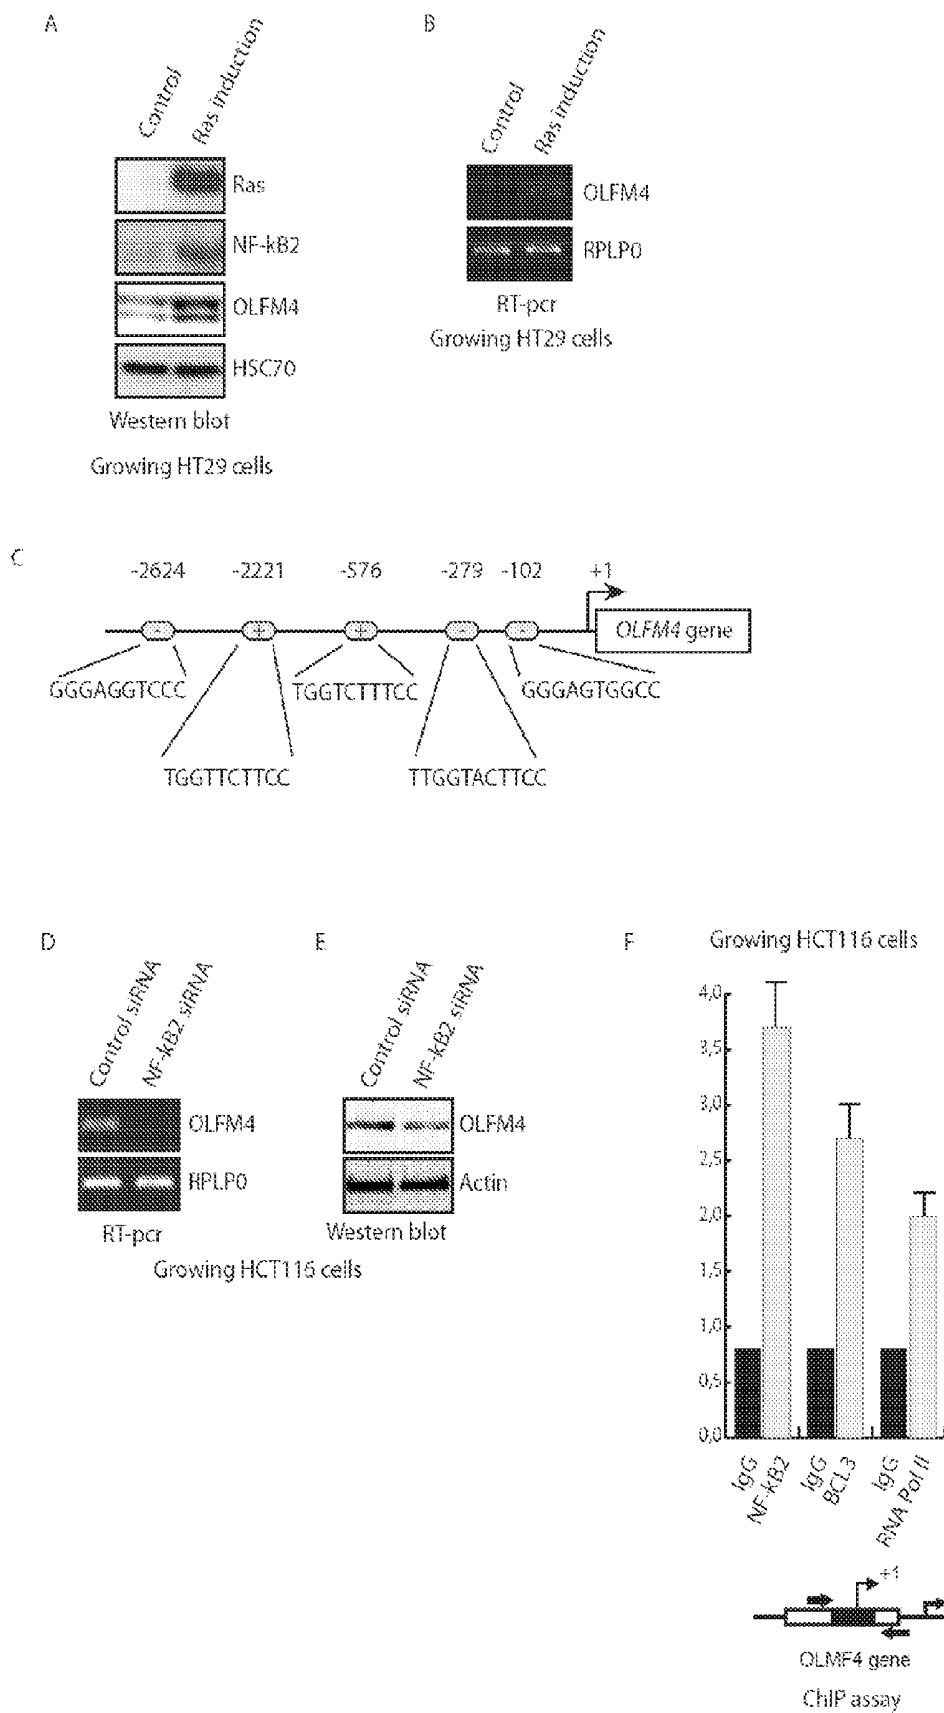 A
Control
Ras induction
Ras
NF-kB2
OLFM4
HSC70
Western blot
Growing HT29 cells
B
Control
Ras induction
OLFM4
RPLP0
RT-pcr
Growing HT29 cells
C
-2624 -2221 -576 -279 -102 +1
- + + - -
OLFM4 gene
GGGAGGTCCC TGGTCTTTCC GGGAGTGGCC
TGGTTCTTCC TTGGTACTTCC
D
Control siRNA
NF-kB2 siRNA
OLFM4
RPLP0
RT-pcr
E
Control siRNA
NF-kB2 siRNA
OLFM4
Actin
Western blot
Growing HCT116 cells
F
Growing HCT116 cells
4,0
3,5
3,0
2,5
2,0
1,5
1,0
0,5
0,0
IgG
NF-kB2
IgG
BCL3
IgG
RNA Pol II
+1
OLMF4 gene
ChIP assay